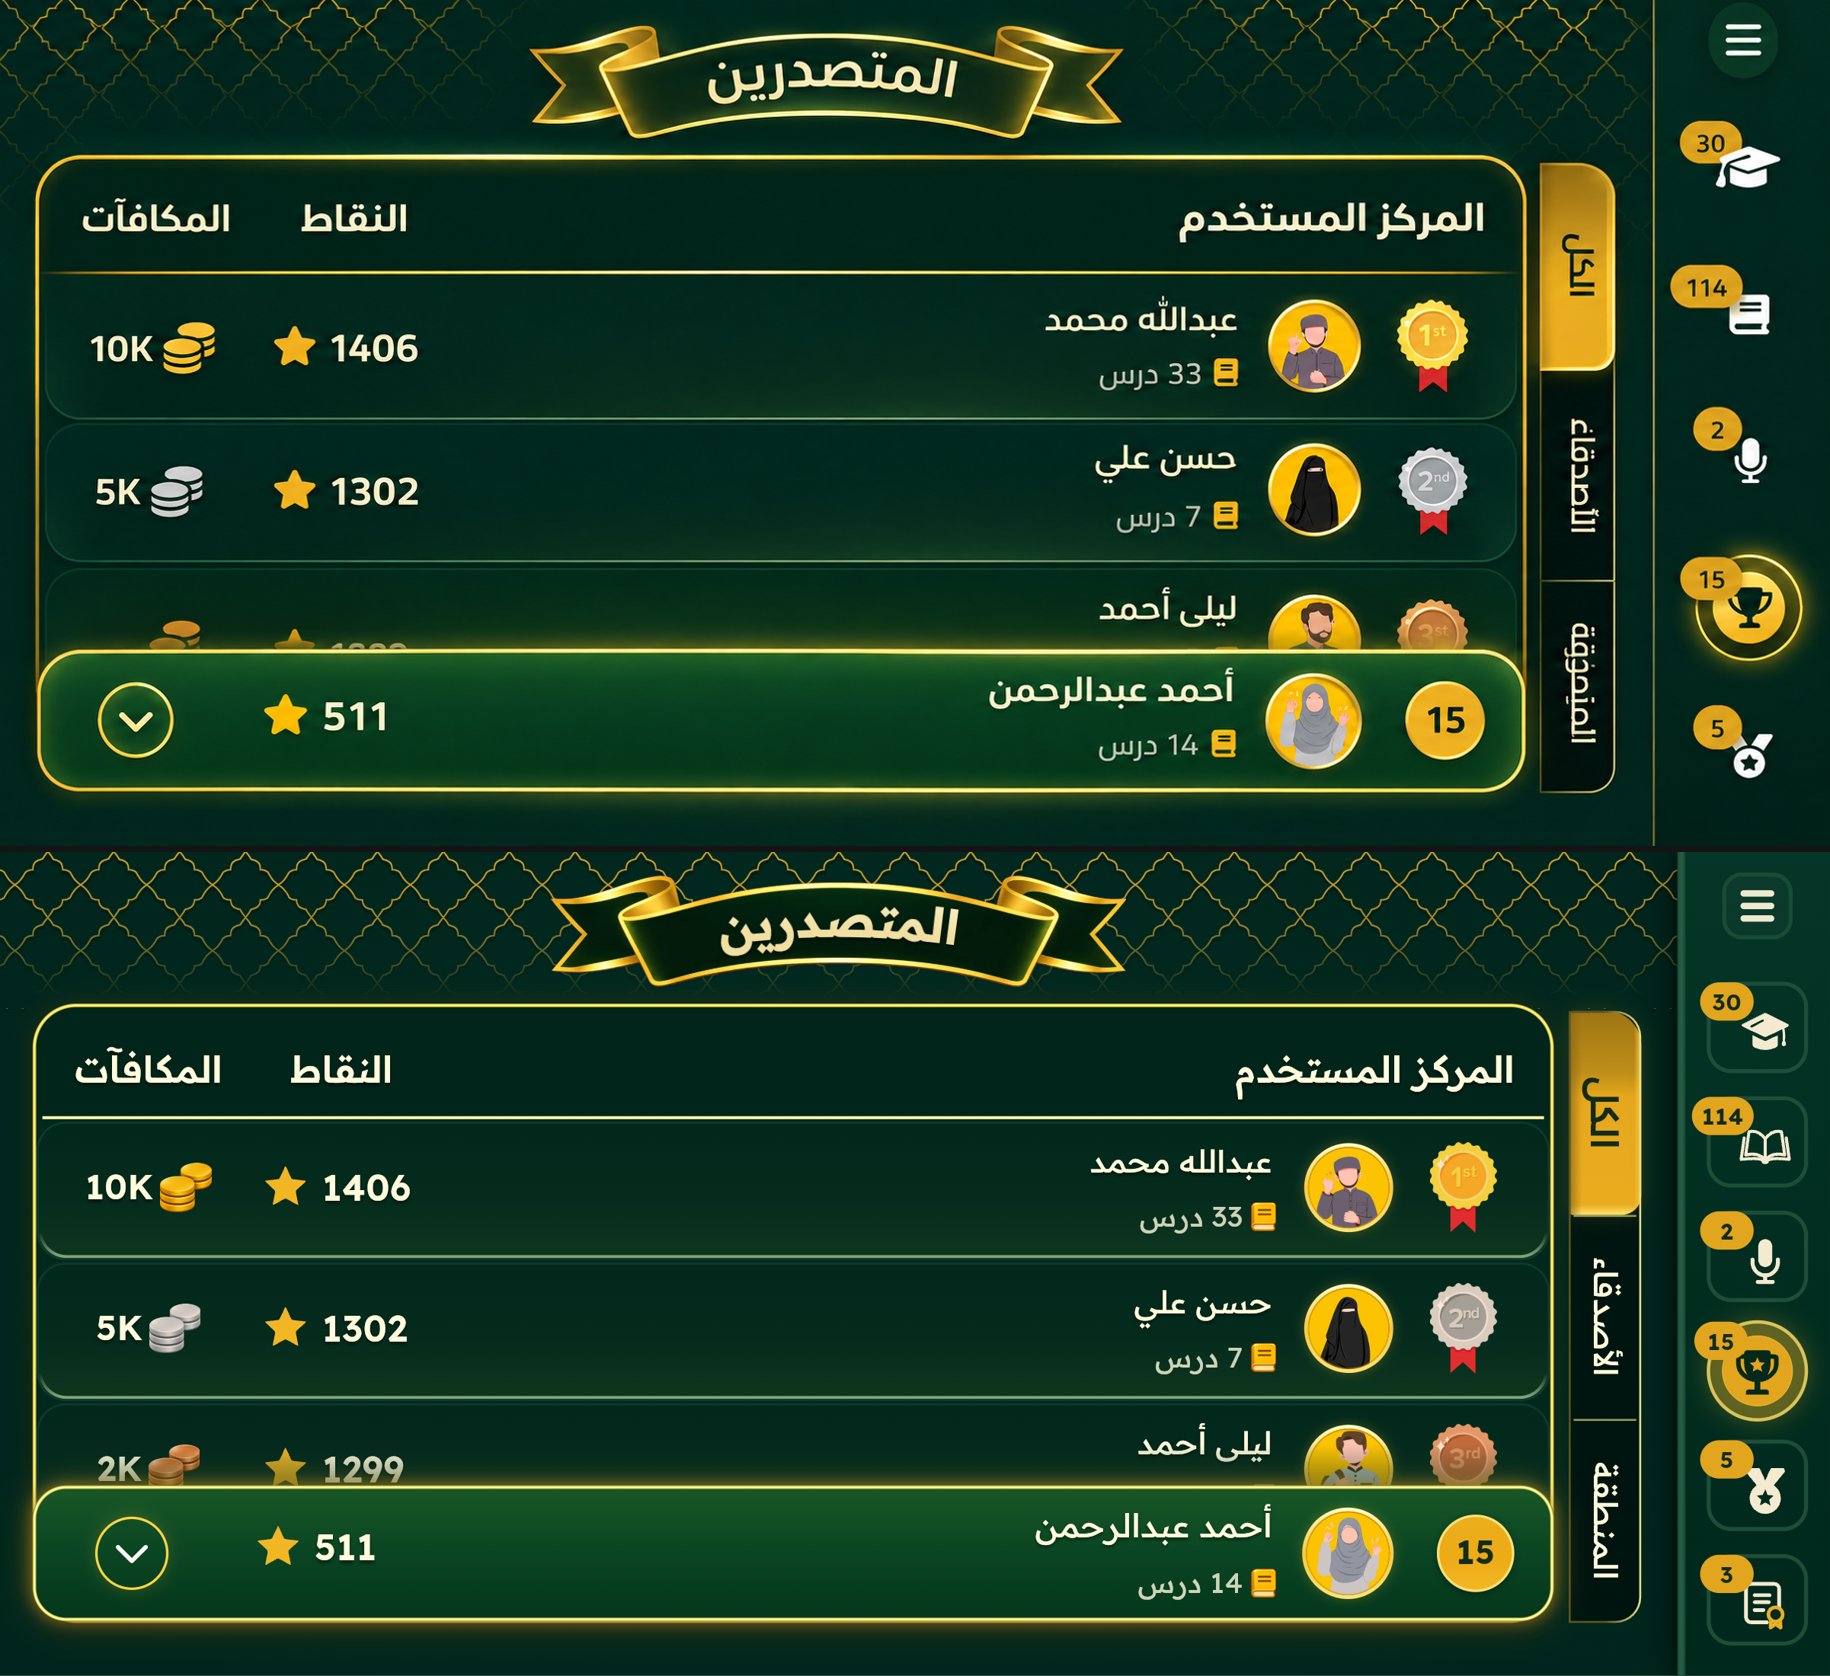 المتصدرين
30
114
2
15
5
الكل
الأصدقاء
المركز المستخدم النقاط المكافآت
1st عبدالله محمد 1406 10K
33 درس
2nd حسن علي 1302 5K
7 درس
3st ليلى أحمد
15 أحمد عبدالرحمن 511
14 درس
المتصدرين
30
114
2
15
5
3
الكل
الأصدقاء
المنطقة
المركز المستخدم النقاط المكافآت
1st عبدالله محمد 1406 10K
33 درس
2nd حسن علي 1302 5K
7 درس
3rd ليلى أحمد 1299 2K
15 أحمد عبدالرحمن 511
14 درس